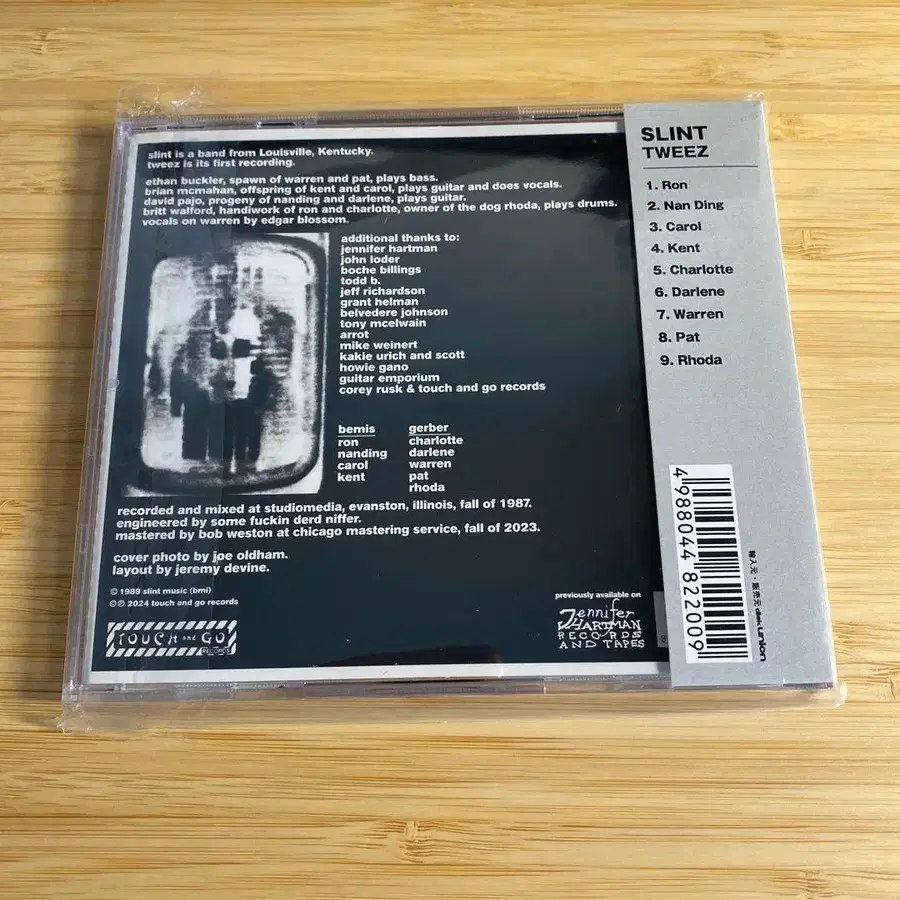 slint is a band from Louisville, Kentucky.
tweez is its first recording.
ethan buckler, spawn of warren and pat, plays bass.
brian mcmahan, offspring of kent and carol, plays guitar and does vocals.
david pajo, progeny of nanding and darlene, plays guitar.
britt walford, handiwork of ron and charlotte, owner of the dog rhoda, plays drums.
vocals on warren by edgar blossom.
additional thanks to:
jennifer hartman
john loder
boche billings
todd b.
jeff richardson
grant helman
belvedere johnson
tony mcelwain
arrot
mike weinert
kakie urich and scott
howie gano
guitar emporium
corey rusk & touch and go records
bemis
ron
nanding
carol
kent
gerber
charlotte
darlene
warren
pat
rhoda
recorded and mixed at studiomedia, evanston, illinois, fall of 1987.
engineered by some fuckin derd niffer.
mastered by bob weston at chicago mastering service, fall of 2023.
cover photo by joe oldham.
layout by jeremy devine.
© 1989 slint music (bmi)
©℗ 2024 touch and go records
TOUCH and GO
RECORDS
previously available on
Jennifer
HARTMAN
RECORDS
AND TAPES
SLINT
TWEEZ
1. Ron
2. Nan Ding
3. Carol
4. Kent
5. Charlotte
6. Darlene
7. Warren
8. Pat
9. Rhoda
4 988044 822009
輸入元・販売元 disk union